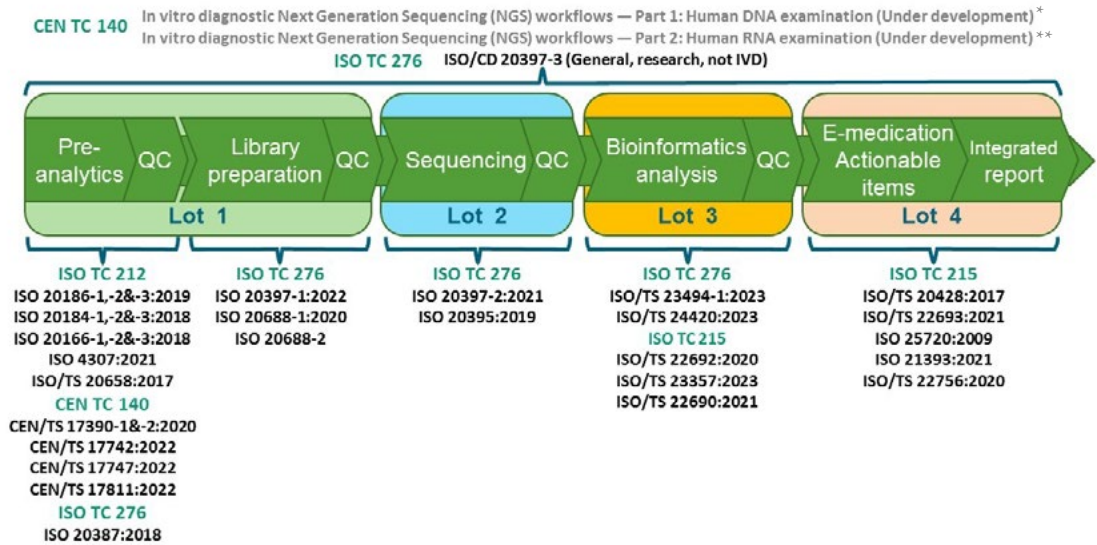 CEN TC 140
In vitro diagnostic Next Generation Sequencing (NGS) workflows — Part 1: Human DNA examination (Under development)*
In vitro diagnostic Next Generation Sequencing (NGS) workflows — Part 2: Human RNA examination (Under development)**
ISO TC 276 ISO/CD 20397-3 (General, research, not IVD)
Pre-
analytics
QC
Library
preparation
QC
Sequencing
QC
Bioinformatics
analysis
QC
E-medication
Actionable
items
Integrated
report
Lot 1
Lot 2
Lot 3
Lot 4
ISO TC 212
ISO 20186-1,-2&-3:2019
ISO 20184-1,-2&-3:2018
ISO 20166-1,-2&-3:2018
ISO 4307:2021
ISO/TS 20658:2017
CEN TC 140
CEN/TS 17390-1&-2:2020
CEN/TS 17742:2022
CEN/TS 17747:2022
CEN/TS 17811:2022
ISO TC 276
ISO 20387:2018
ISO TC 276
ISO 20397-1:2022
ISO 20688-1:2020
ISO 20688-2
ISO TC 276
ISO 20397-2:2021
ISO 20395:2019
ISO TC 276
ISO/TS 23494-1:2023
ISO/TS 24420:2023
ISO TC 215
ISO/TS 22692:2020
ISO/TS 23357:2023
ISO/TS 22690:2021
ISO TC 215
ISO/TS 20428:2017
ISO/TS 22693:2021
ISO 25720:2009
ISO 21393:2021
ISO/TS 22756:2020